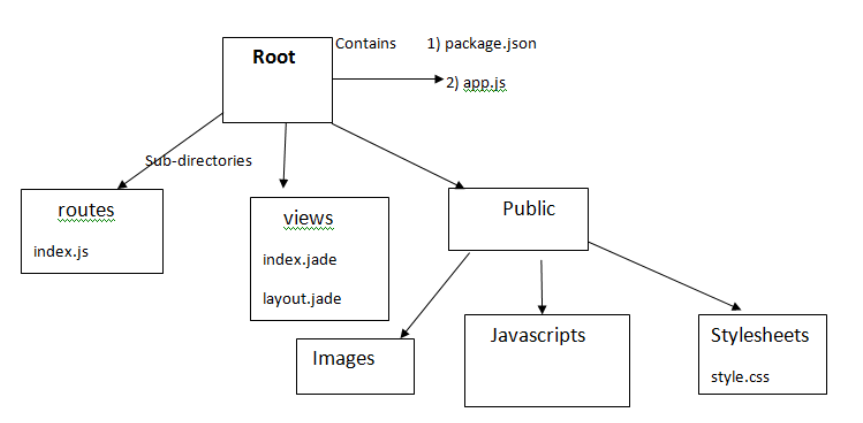 Root
Contains
1) package.json
2) app.js
Sub-directories
routes
index.js
views
index.jade
layout.jade
Public
Images
Javascripts
Stylesheets
style.css